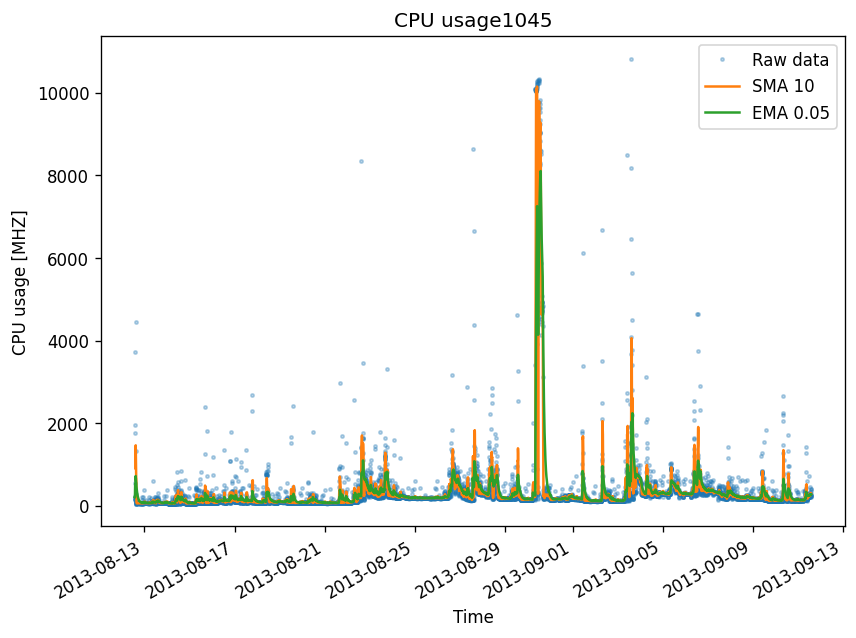 CPU usage1045
Raw data
SMA 10
EMA 0.05
CPU usage [MHZ]
10000
8000
6000
4000
2000
0
2013-08-13
2013-08-17
2013-08-21
2013-08-25
2013-08-29
2013-09-01
2013-09-05
2013-09-09
2013-09-13
Time